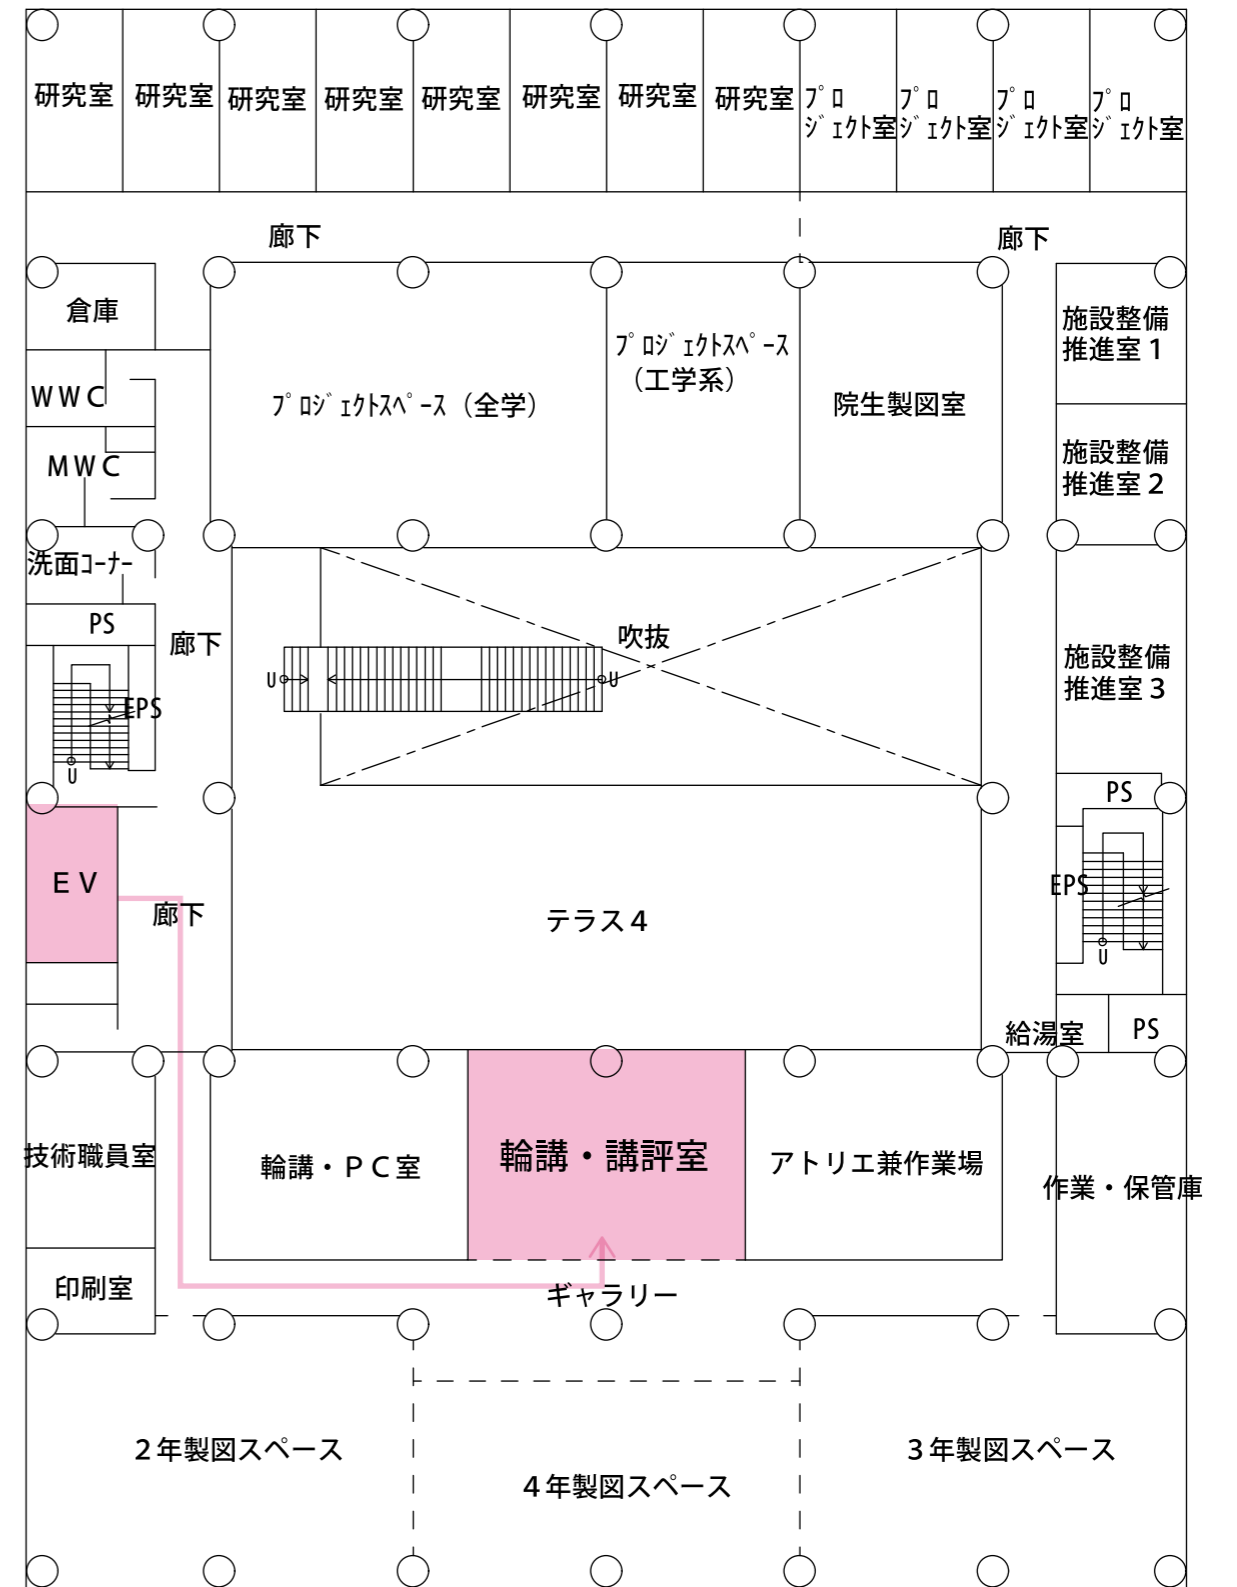 研究室
研究室
研究室
研究室
研究室
研究室
研究室
研究室
ﾌﾟﾛ
ｼﾞｪｸﾄ室
ﾌﾟﾛ
ｼﾞｪｸﾄ室
ﾌﾟﾛ
ｼﾞｪｸﾄ室
ﾌﾟﾛ
ｼﾞｪｸﾄ室
廊下
廊下
倉庫
WWC
MWC
洗面ｺｰﾅｰ
PS
ﾌﾟﾛｼﾞｪｸﾄｽﾍﾟｰｽ（全学）
ﾌﾟﾛｼﾞｪｸﾄｽﾍﾟｰｽ
（工学系）
院生製図室
施設整備
推進室１
施設整備
推進室２
廊下
吹抜
U
U
EPS
U
施設整備
推進室３
PS
EPS
U
ＥＶ
廊下
テラス４
給湯室
PS
技術職員室
輪講・ＰＣ室
輪講・講評室
アトリエ兼作業場
作業・保管庫
印刷室
ギャラリー
２年製図スペース
４年製図スペース
３年製図スペース